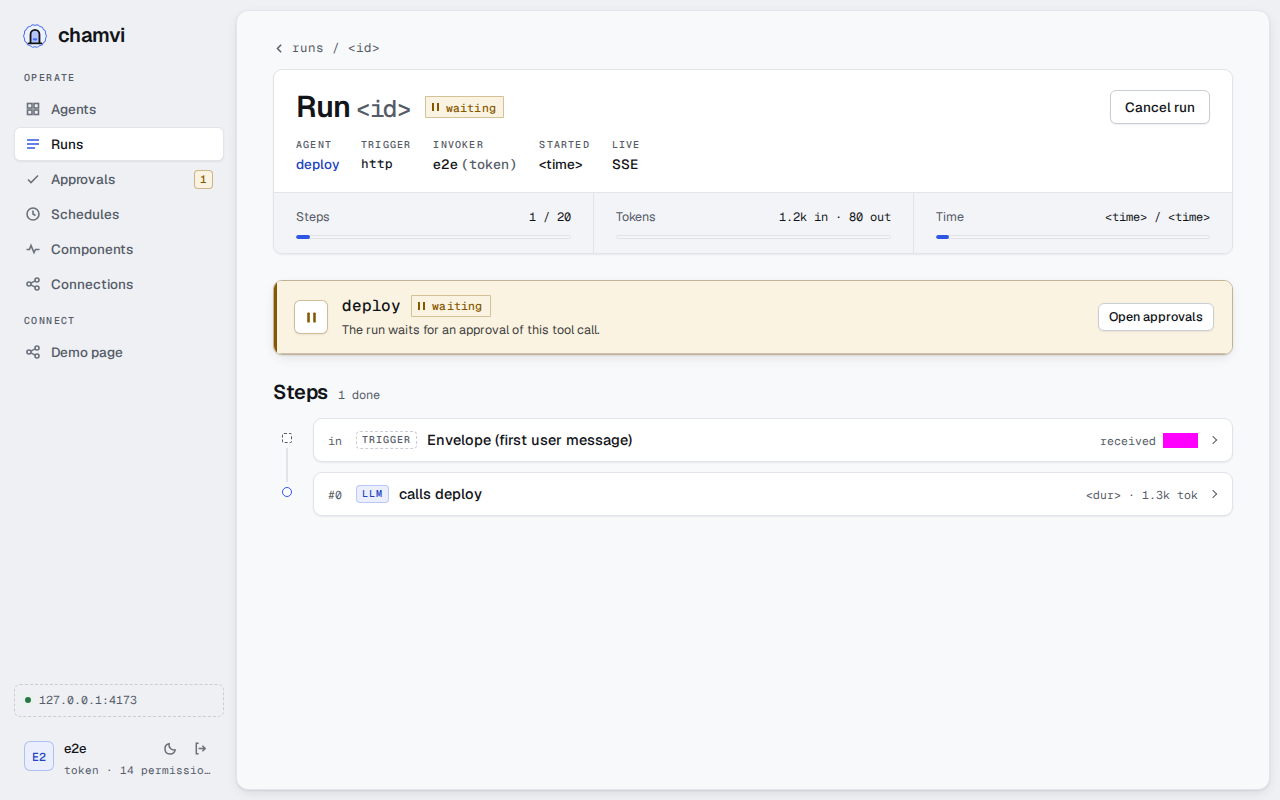 chamvi
OPERATE
Agents
Runs
Approvals 1
Schedules
Components
Connections
CONNECT
Demo page
127.0.0.1:4173
E2 e2e
token · 14 permissio…
runs / <id>
Run <id> waiting Cancel run
AGENT TRIGGER INVOKER STARTED LIVE
deploy http e2e (token) <time> SSE
Steps 1 / 20 Tokens 1.2k in · 80 out Time <time> / <time>
deploy waiting
The run waits for an approval of this tool call.
Open approvals
Steps 1 done
in TRIGGER Envelope (first user message) received
#0 LLM calls deploy <dur> · 1.3k tok